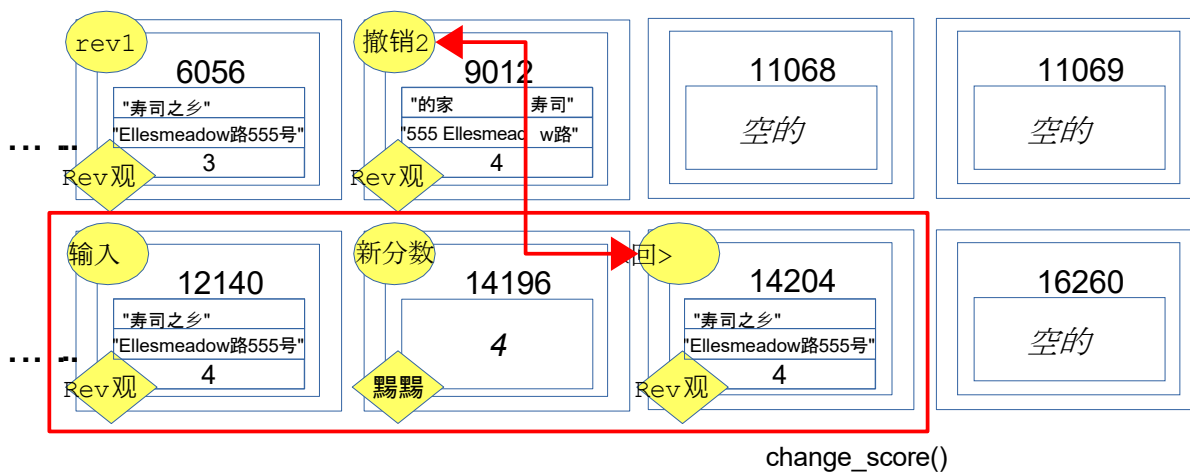 rev1
撤销2
6056
9012
11068
11069
"寿司之乡"
"的家 寿司"
空的
空的
"Ellesmeadow路555号"
"555 Ellesmead w路"
... ..
3
4
Rev观
Rev观
输入
新分数
回>
12140
14196
14204
16260
"寿司之乡"
4
"寿司之乡"
空的
"Ellesmeadow路555号"
"Ellesmeadow路555号"
... ..
4
4
Rev观
Rev观
change_score()